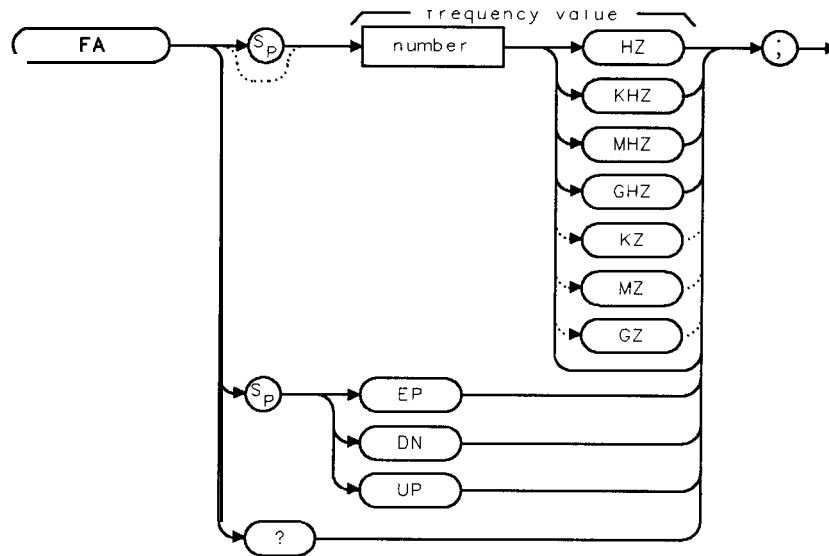 frequency value
FA
SP
number
HZ
;
KHZ
MHZ
GHZ
KZ
MZ
GZ
SP
EP
DN
UP
?